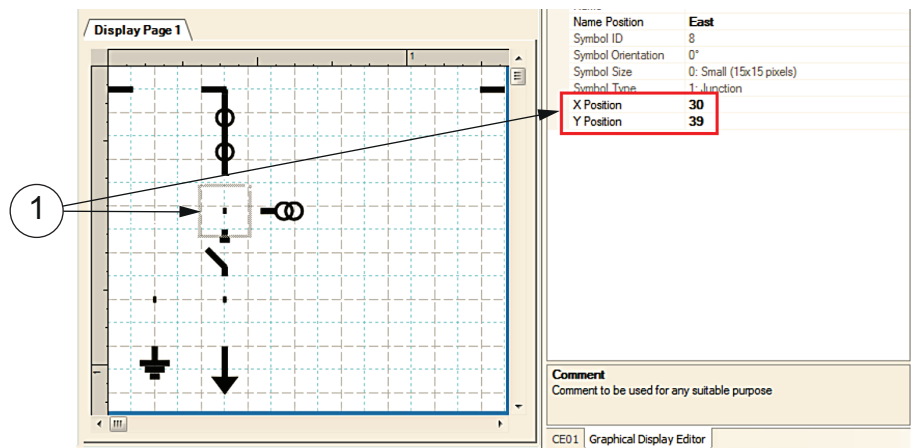 Display Page 1
1
1
1
Name
Name Position East
Symbol ID 8
Symbol Orientation 0°
Symbol Size 0: Small (15x15 pixels)
Symbol Type 1: Junction
X Position 30
Y Position 39
Comment
Comment to be used for any suitable purpose
CE01 Graphical Display Editor